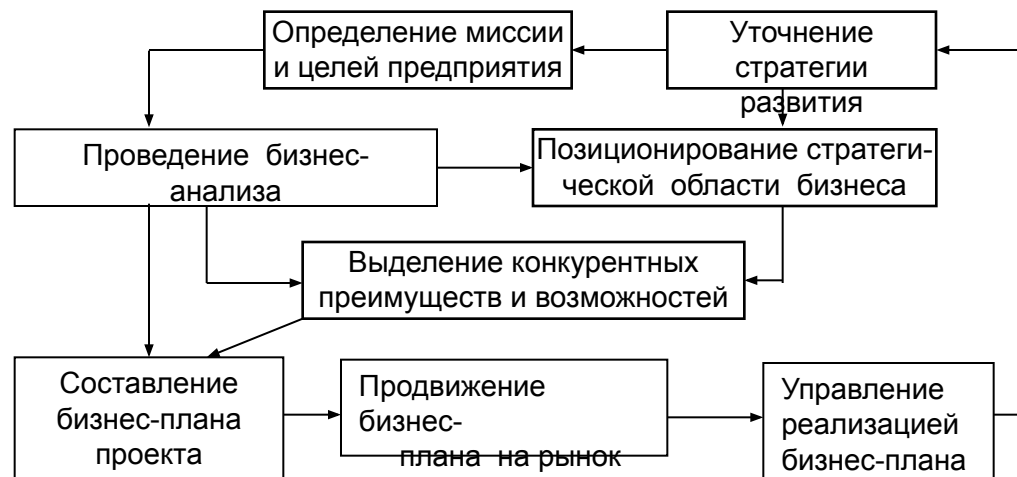 Определение миссии
и целей предприятия
Уточнение
стратегии
развития
Проведение бизнес-
анализа
Позиционирование стратеги-
ческой области бизнеса
Выделение конкурентных
преимуществ и возможностей
Составление
бизнес-плана
проекта
Продвижение
бизнес-
плана на рынок
Управление
реализацией
бизнес-плана